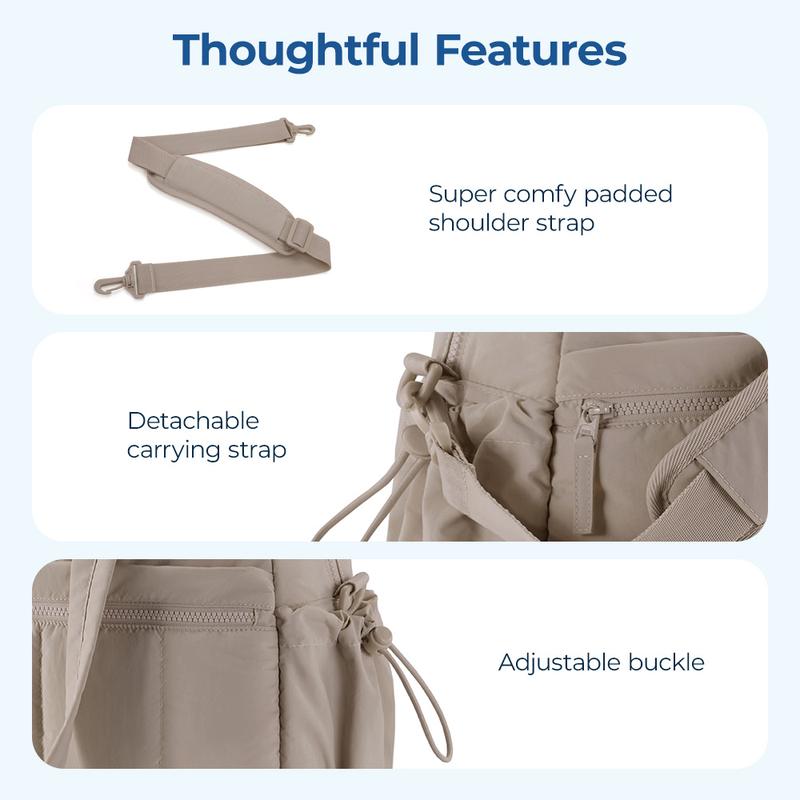 Thoughtful Features
Super comfy padded
shoulder strap
Detachable
carrying strap
Adjustable buckle